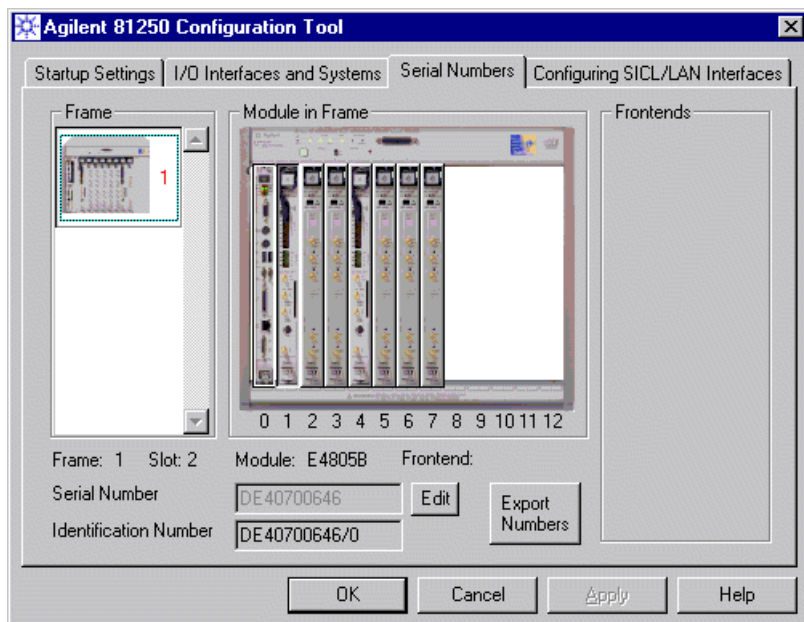 Agilent 81250 Configuration Tool
Startup Settings I/O Interfaces and Systems Serial Numbers Configuring SICL/LAN Interfaces
Frame Module in Frame Frontends
1
0 1 2 3 4 5 6 7 8 9 10 11 12
Frame: 1 Slot: 2 Module: E4805B Frontend:
Serial Number DE40700646 Edit Export Numbers
Identification Number DE40700646/0
OK Cancel Apply Help